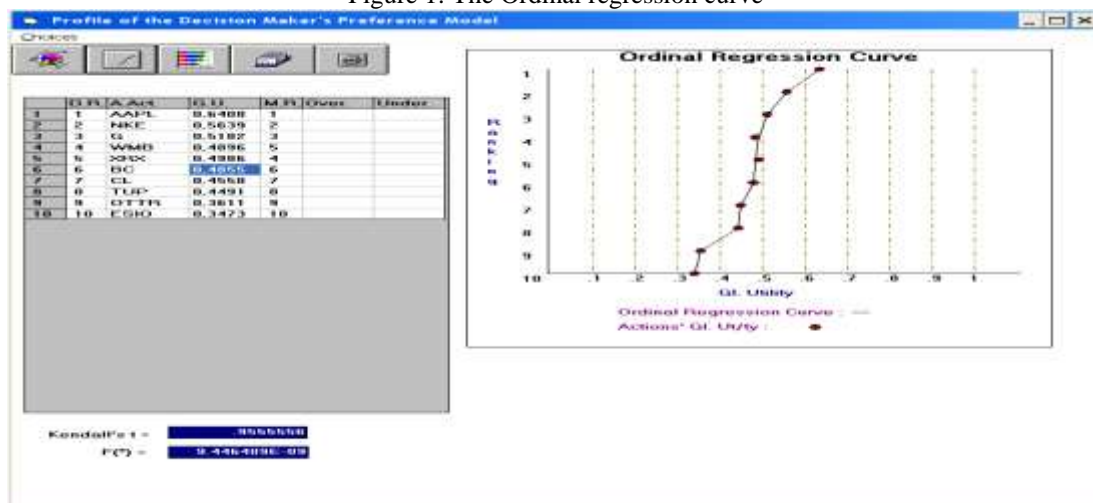 Figure 1: The Ordinal regression curve
Profile of the Decision Maker's Preference Model
Choices
D.R. A.Act. G.U. M.R. Over Under
1 1 AAPL 0.6408 1
2 2 NKE 0.5639 2
3 3 G 0.5182 3
4 4 WMB 0.4896 5
5 5 XRX 0.4986 4
6 6 BC 0.4855 6
7 7 CL 0.4558 7
8 8 TUP 0.4491 8
9 9 OTTR 0.3611 9
10 10 ESIO 0.3473 10
Kendall's t =
F(*) =
Ordinal Regression Curve
Ranking
1
2
3
4
5
6
7
8
9
10
.1 .2 .3 .4 .5 .6 .7 .8 .9 1
Gl. Utility
Ordinal Regression Curve :
Actions' Gl. Utility :